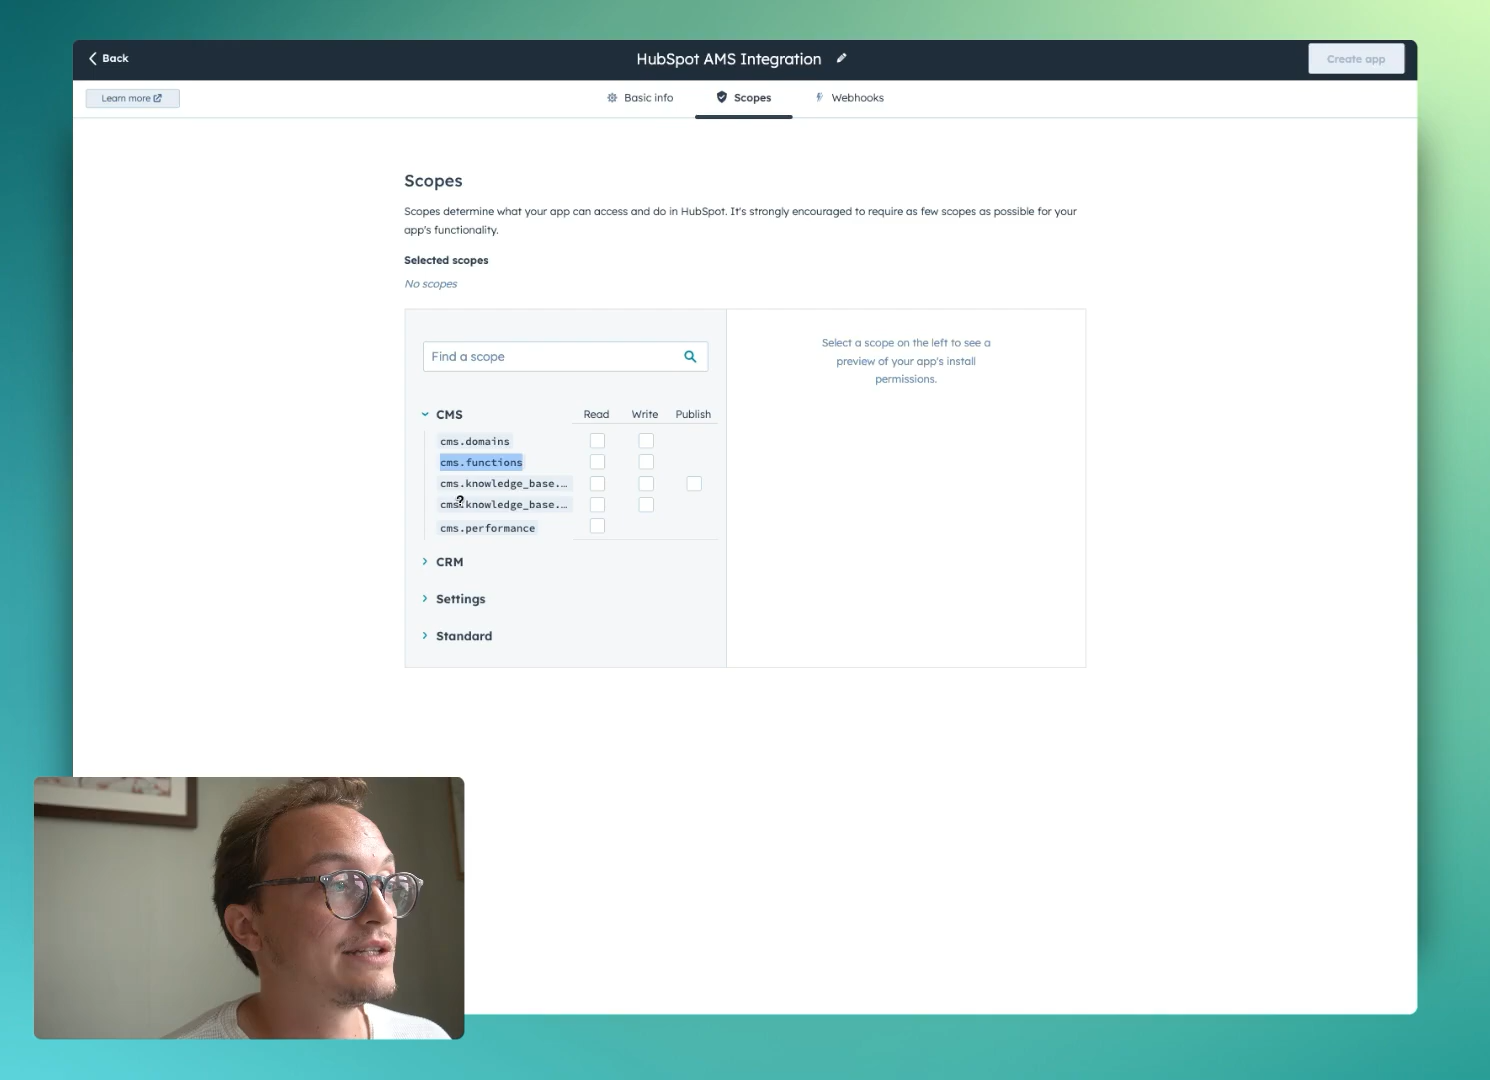 Back
HubSpot AMS Integration
Create app
Learn more
Basic info
Scopes
Webhooks
Scopes
Scopes determine what your app can access and do in HubSpot. It's strongly encouraged to require as few scopes as possible for your
app's functionality.
Selected scopes
No scopes
Find a scope
CMS Read Write Publish
cms.domains
cms.functions
cms.knowledge_base....
cms.knowledge_base....
cms.performance
CRM
Settings
Standard
Select a scope on the left to see a
preview of your app's install
permissions.